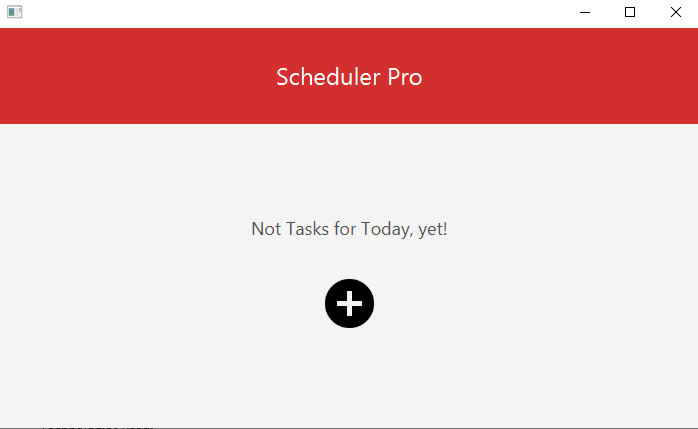 Scheduler Pro
Not Tasks for Today, yet!